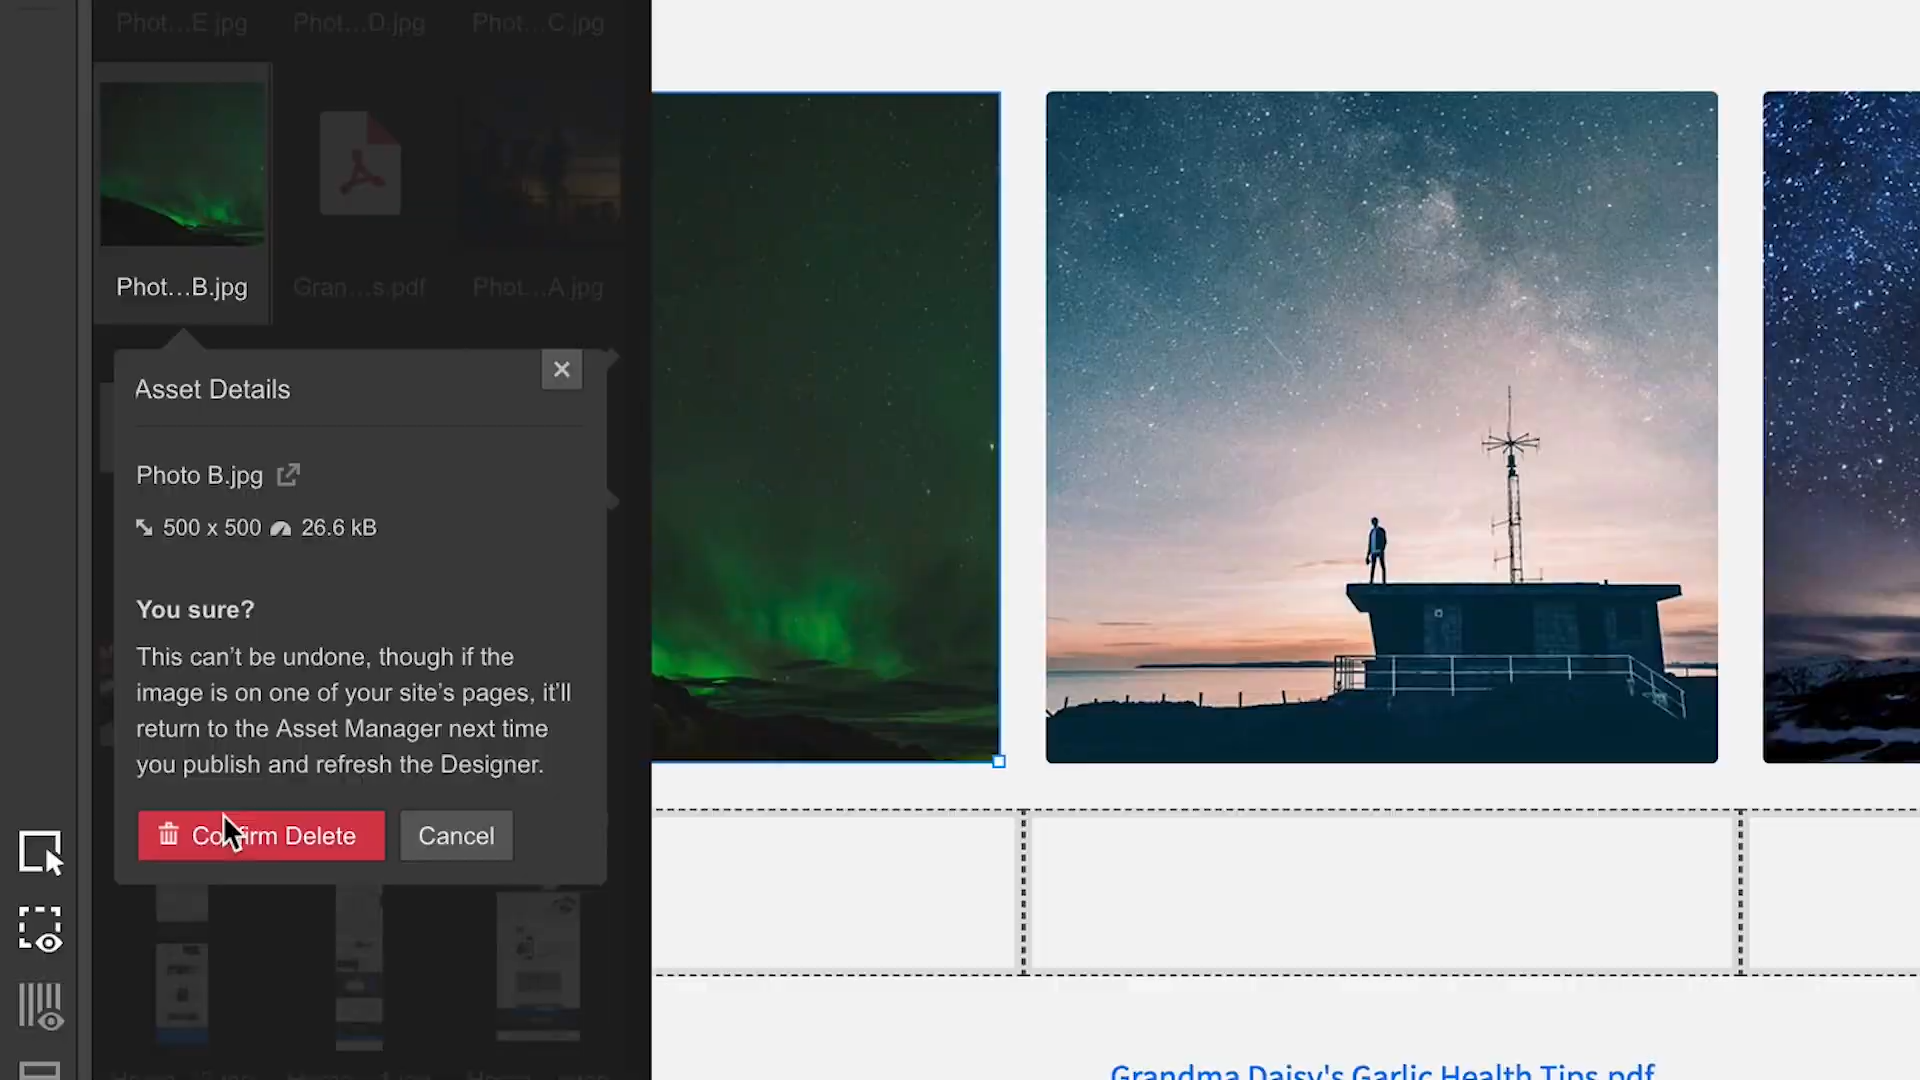 Phot...E.jpg
Phot...D.jpg
Phot...C.jpg
Phot...B.jpg
Gran...s.pdf
Phot...A.jpg
Asset Details
Photo B.jpg
500 x 500 26.6 kB
You sure?
This can’t be undone, though if the
image is on one of your site’s pages, it’ll
return to the Asset Manager next time
you publish and refresh the Designer.
Confirm Delete
Cancel
Grandma Daisy's Garlic Health Tips.pdf